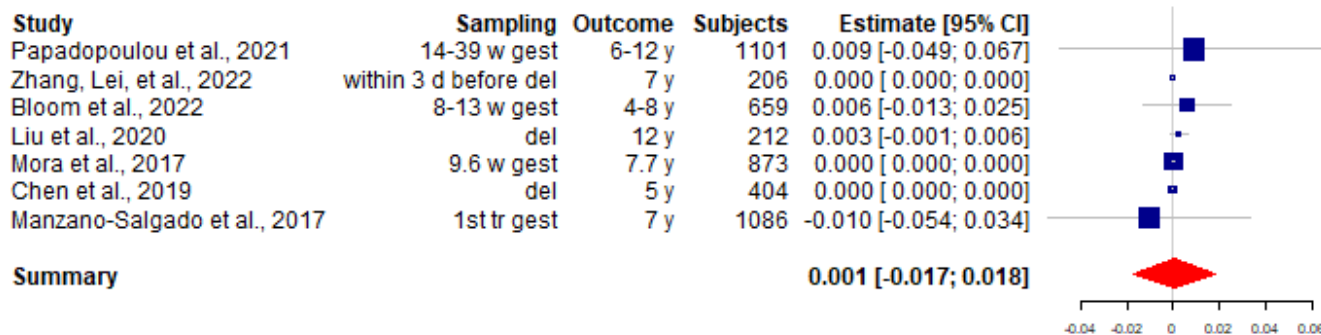 Study Sampling Outcome Subjects Estimate [95% CI]
Papadopoulou et al., 2021 14-39 w gest 6-12 y 1101 0.009 [-0.049; 0.067]
Zhang, Lei, et al., 2022 within 3 d before del 7 y 206 0.000 [ 0.000; 0.000]
Bloom et al., 2022 8-13 w gest 4-8 y 659 0.006 [-0.013; 0.025]
Liu et al., 2020 del 12 y 212 0.003 [-0.001; 0.006]
Mora et al. 2017 9.6 w gest 7.7 y 873 0.000 [ 0.000; 0.000]
Chen et al., 2019 del 5 y 404 0.000 [ 0.000; 0.000]
Manzano-Salgado et al., 2017 1st tr gest 7 y 1086 -0.010 [-0.054; 0.034]
Summary 0.001 [-0.017; 0.018]
-0.04 -0.02 0 0.02 0.04